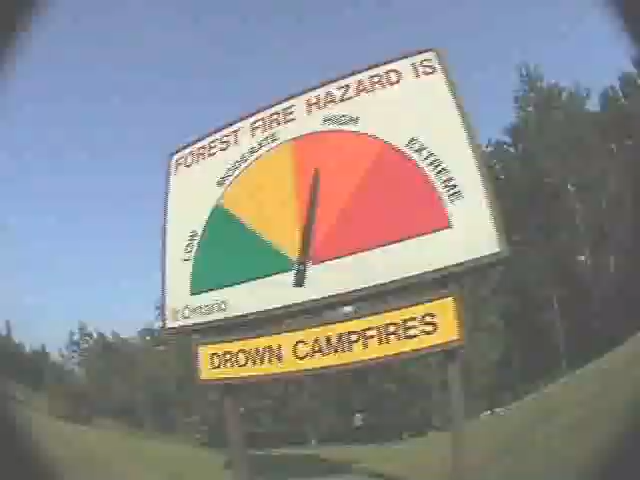 FOREST FIRE HAZARD IS
LOW
MODERATE
HIGH
EXTREME
Ontario
DROWN CAMPFIRES